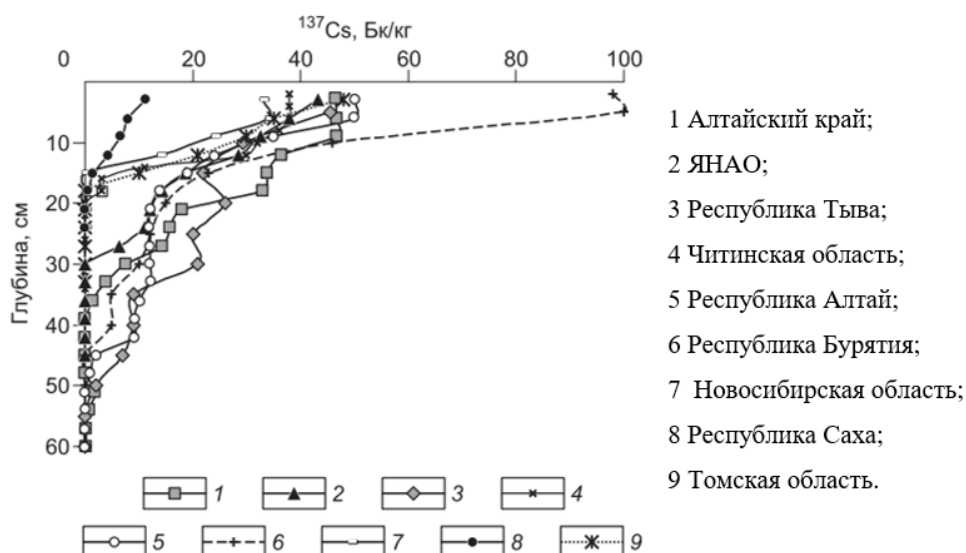 ¹³⁷Cs, Бк/кг
0 20 40 60 80 100
Глубина, см
10
20
30
40
50
60
1 Алтайский край;
2 ЯНАО;
3 Республика Тыва;
4 Читинская область;
5 Республика Алтай;
6 Республика Бурятия;
7 Новосибирская область;
8 Республика Саха;
9 Томская область.
1 2 3 4
5 6 7 8 9